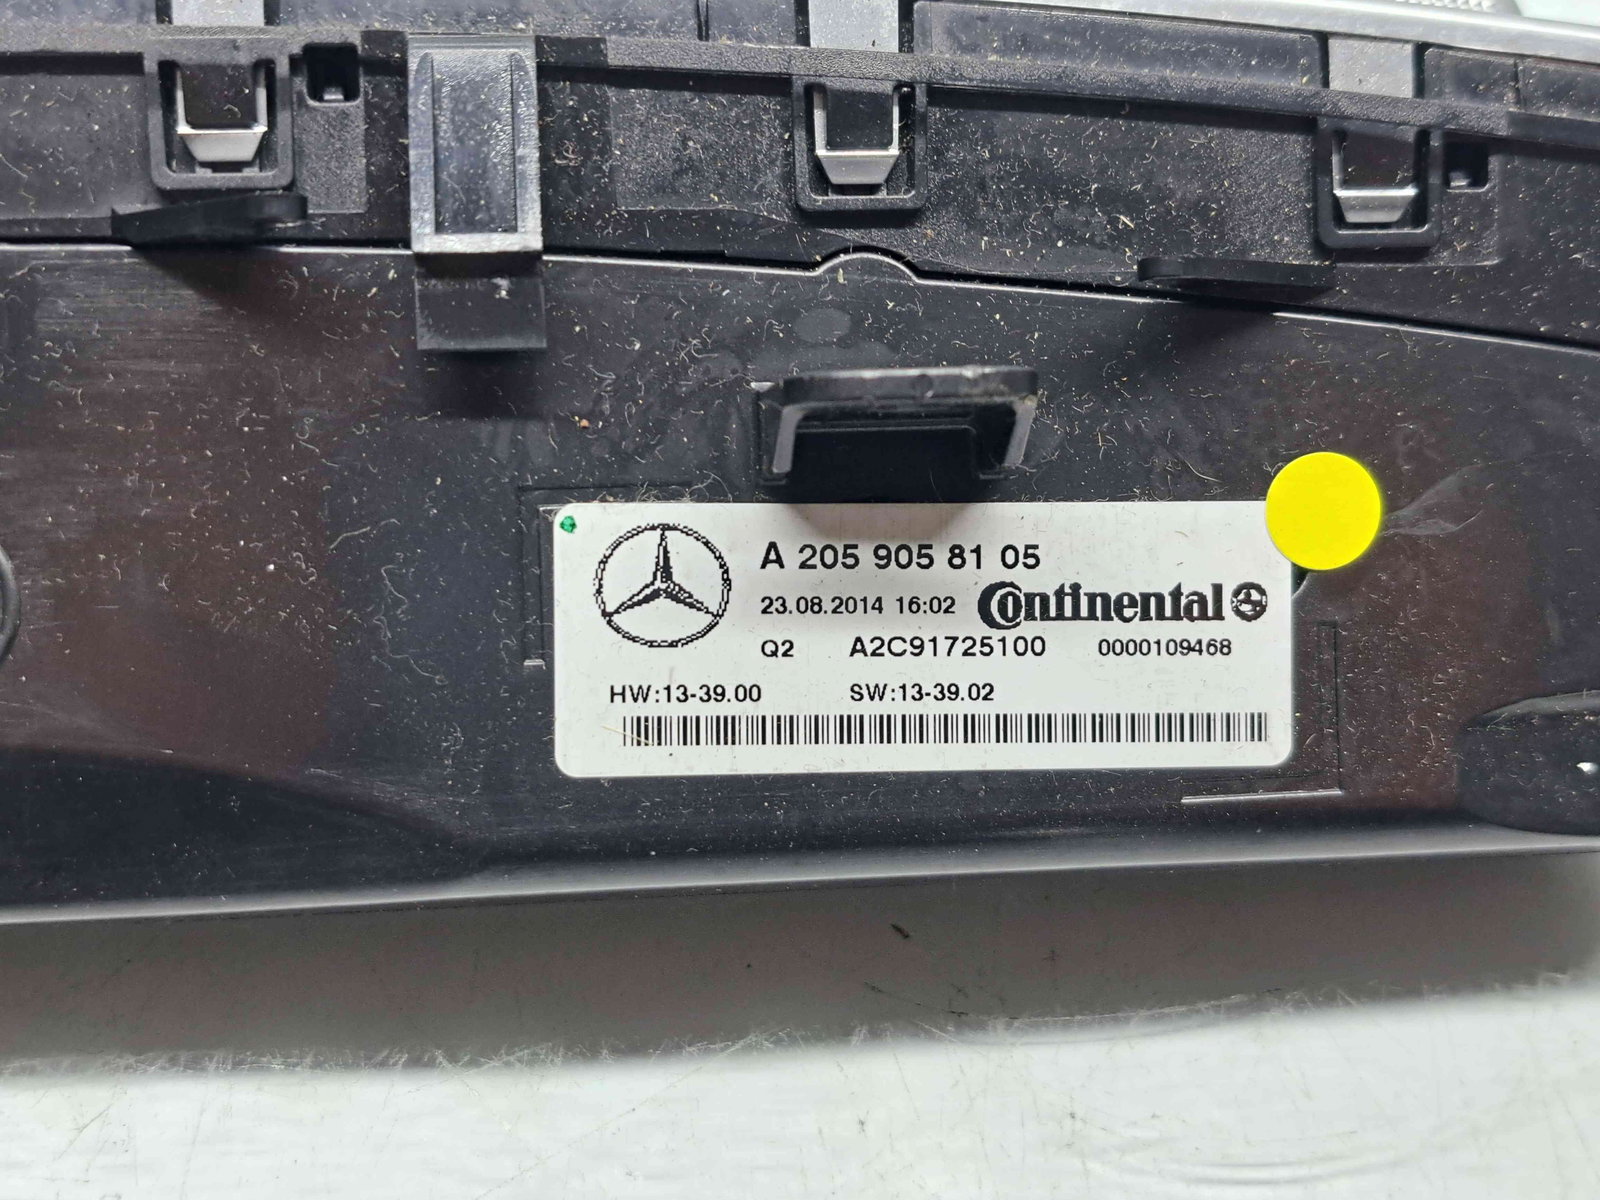 A 205 905 81 05
23.08.2014 16:02 Continental
Q2 A2C91725100 0000109468
HW:13-39.00 SW:13-39.02